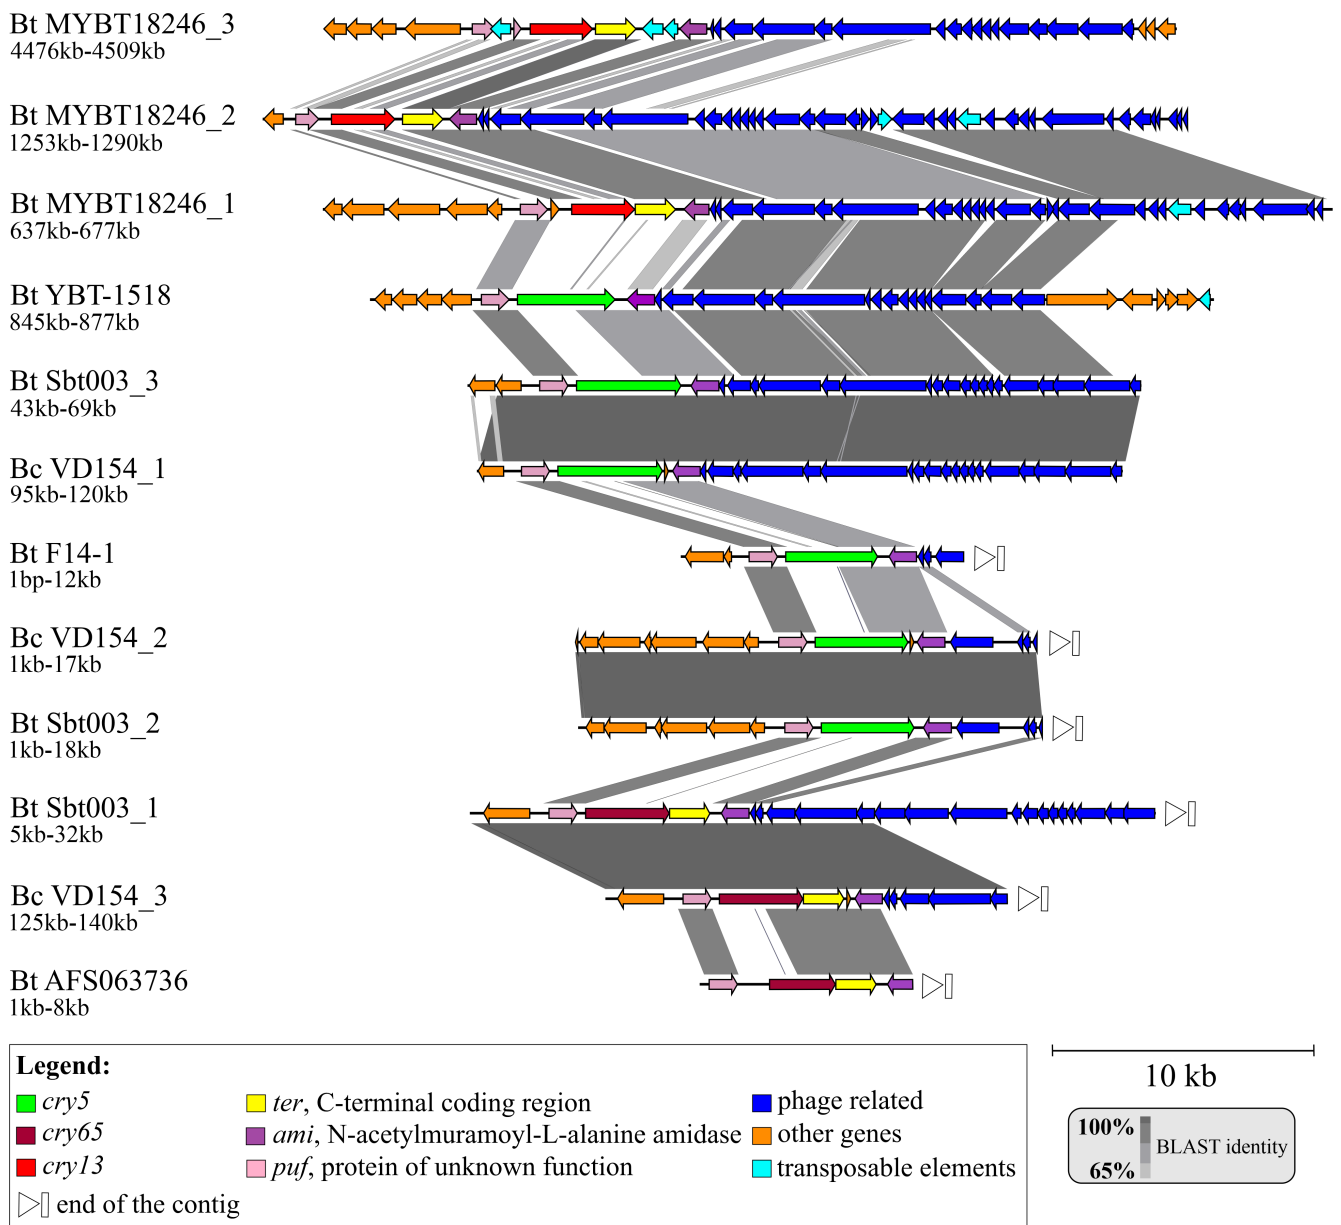 Bt MYBT18246_3
4476kb-4509kb
Bt MYBT18246_2
1253kb-1290kb
Bt MYBT18246_1
637kb-677kb
Bt YBT-1518
845kb-877kb
Bt Sbt003_3
43kb-69kb
Bc VD154_1
95kb-120kb
Bt F14-1
1bp-12kb
Bc VD154_2
1kb-17kb
Bt Sbt003_2
1kb-18kb
Bt Sbt003_1
5kb-32kb
Bc VD154_3
125kb-140kb
Bt AFS063736
1kb-8kb
Legend:
cry5
cry65
cry13
end of the contig
ter, C-terminal coding region
ami, N-acetylmuramoyl-L-alanine amidase
puf, protein of unknown function
phage related
other genes
transposable elements
10 kb
100%
65%
BLAST identity